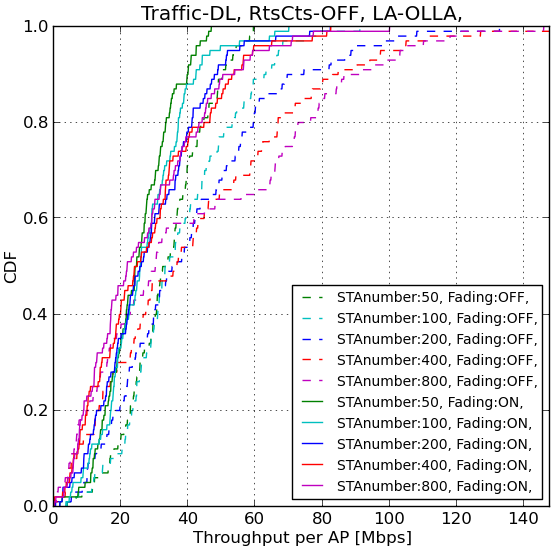 Traffic-DL, RtsCts-OFF, LA-OLLA,
1.0
0.8
0.6
0.4
0.2
0.0
CDF
STAnumber:50, Fading:OFF,
STAnumber:100, Fading:OFF,
STAnumber:200, Fading:OFF,
STAnumber:400, Fading:OFF,
STAnumber:800, Fading:OFF,
STAnumber:50, Fading:ON,
STAnumber:100, Fading:ON,
STAnumber:200, Fading:ON,
STAnumber:400, Fading:ON,
STAnumber:800, Fading:ON,
0 20 40 60 80 100 120 140
Throughput per AP [Mbps]